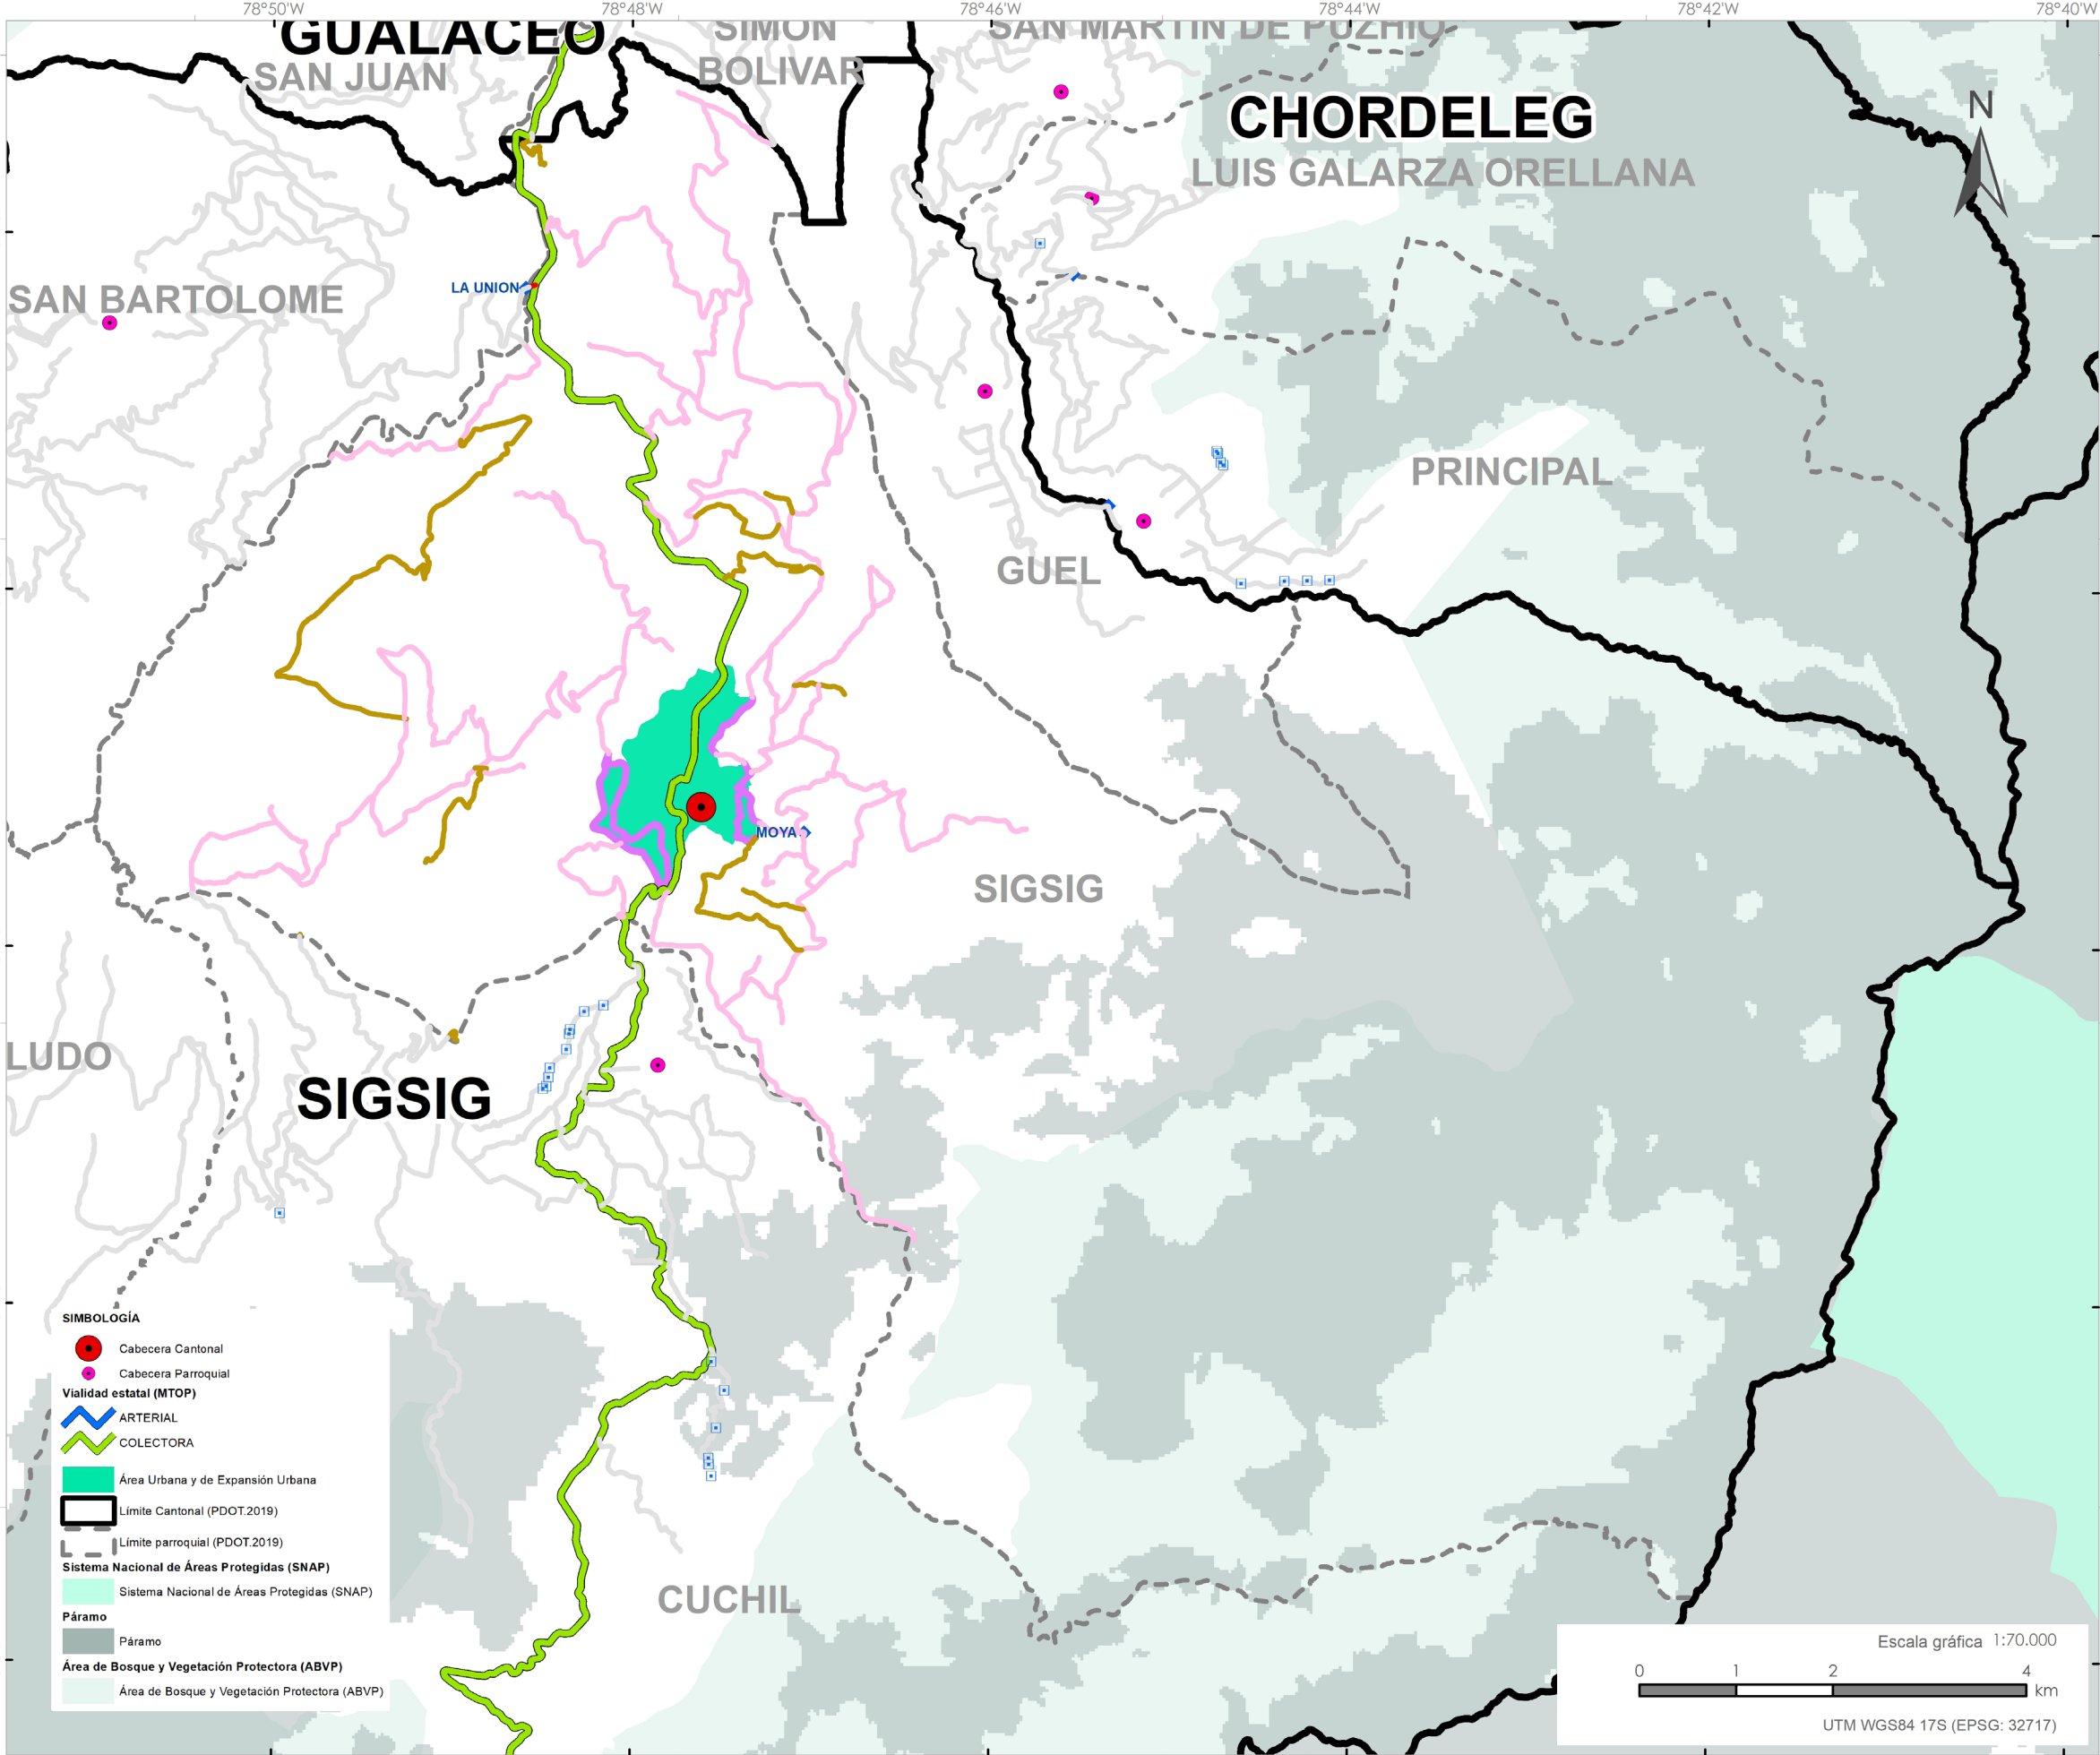 78°50'W
78°48'W
78°46'W
78°44'W
78°42'W
78°40'W
GUALACEO
SAN JUAN
SIMON
BOLIVAR
SAN MARTIN DE PUZHIO
CHORDELEG
LUIS GALARZA ORELLANA
N
SAN BARTOLOME
LA UNION
PRINCIPAL
GUEL
MOYA
SIGSIG
LUDO
SIGSIG
CUCHIL
SIMBOLOGÍA
Cabecera Cantonal
Cabecera Parroquial
Vialidad estatal (MTOP)
ARTERIAL
COLECTORA
Área Urbana y de Expansión Urbana
Límite Cantonal (PDOT.2019)
Límite parroquial (PDOT.2019)
Sistema Nacional de Áreas Protegidas (SNAP)
Sistema Nacional de Áreas Protegidas (SNAP)
Páramo
Páramo
Área de Bosque y Vegetación Protectora (ABVP)
Área de Bosque y Vegetación Protectora (ABVP)
Escala gráfica 1:70.000
0 1 2 4
km
UTM WGS84 17S (EPSG: 32717)